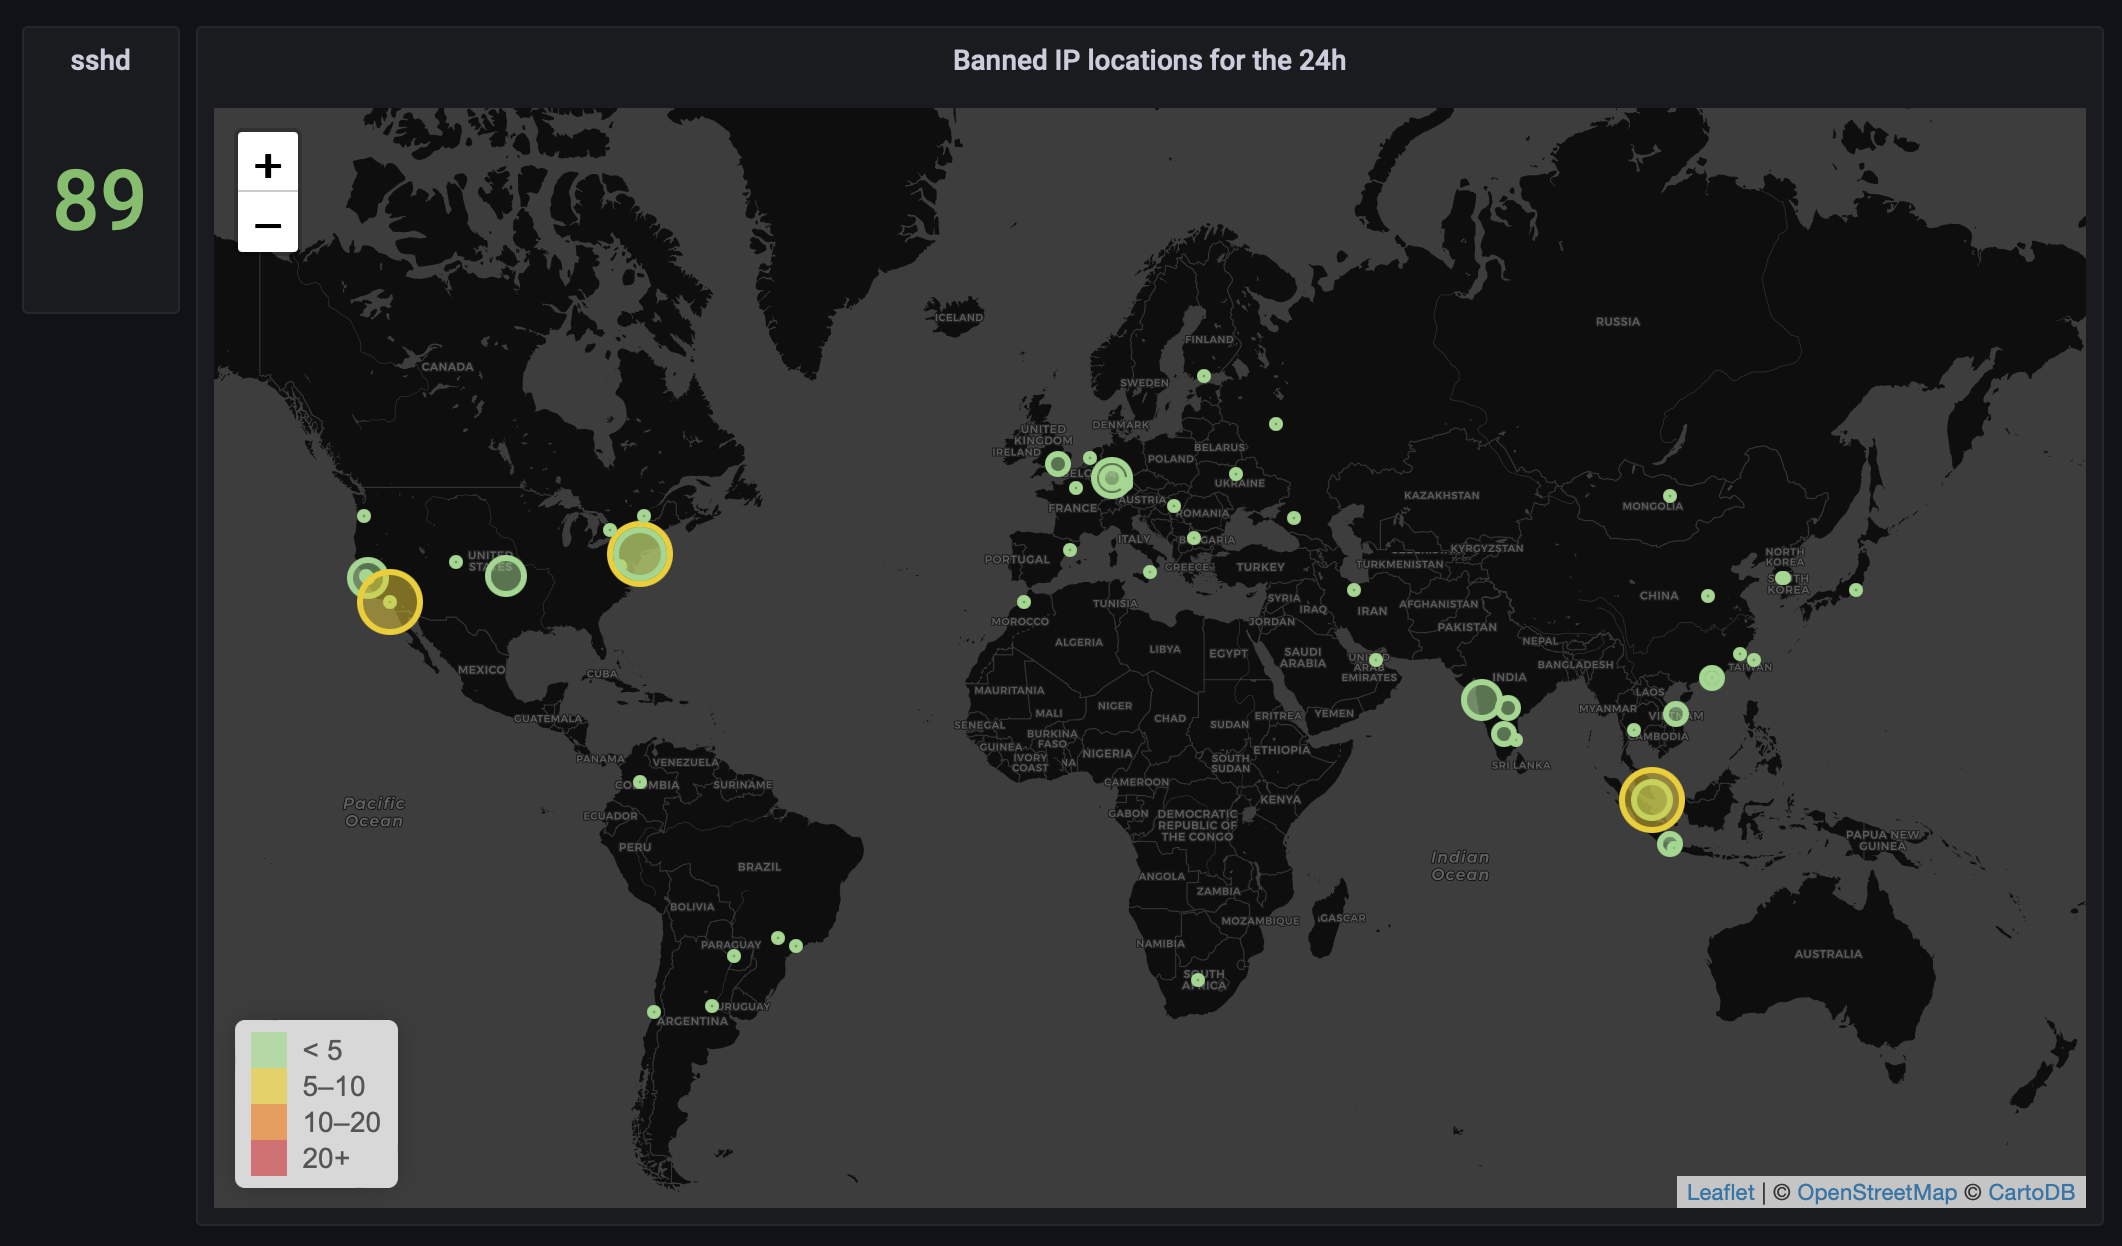 sshd
89
Banned IP locations for the 24h
+
−
ICELAND
RUSSIA
FINLAND
CANADA
SWEDEN
DENMARK
UNITED
KINGDOM
IRELAND
BELARUS
POLAND
BELG
UKRAINE
KAZAKHSTAN
AUSTRIA
FRANCE
ROMANIA
MONGOLIA
ITALY
BULGARIA
KYRGYZSTAN
NORTH
KOREA
UNITED
STATES
PORTUGAL
GREECE
TURKEY
TURKMENISTAN
SOUTH
KOREA
CHINA
SYRIA
IRAQ
IRAN
AFGHANISTAN
TUNISIA
MOROCCO
JORDAN
PAKISTAN
ALGERIA
LIBYA
EGYPT
SAUDI
ARABIA
UNITED
ARAB
EMIRATES
NEPAL
BANGLADESH
TAIWAN
MEXICO
CUBA
INDIA
MAURITANIA
LAOS
MALI
NIGER
CHAD
SUDAN
ERITREA
YEMEN
MYANMAR
VIETNAM
GUATEMALA
SENEGAL
BURKINA
FASO
GUINEA
CAMBODIA
IVORY
COAST
NA
NIGERIA
SOUTH
SUDAN
ETHIOPIA
SRI LANKA
PANAMA
VENEZUELA
COLOMBIA
SURINAME
CAMEROON
Pacific
Ocean
ECUADOR
GABON
DEMOCRATIC
REPUBLIC OF
THE CONGO
KENYA
PAPUA NEW
GUINEA
PERU
BRAZIL
Indian
Ocean
ANGOLA
ZAMBIA
BOLIVIA
MOZAMBIQUE
GASCAR
PARAGUAY
NAMIBIA
AUSTRALIA
SOUTH
AFRICA
URUGUAY
ARGENTINA
< 5
5–10
10–20
20+
Leaflet | © OpenStreetMap © CartoDB